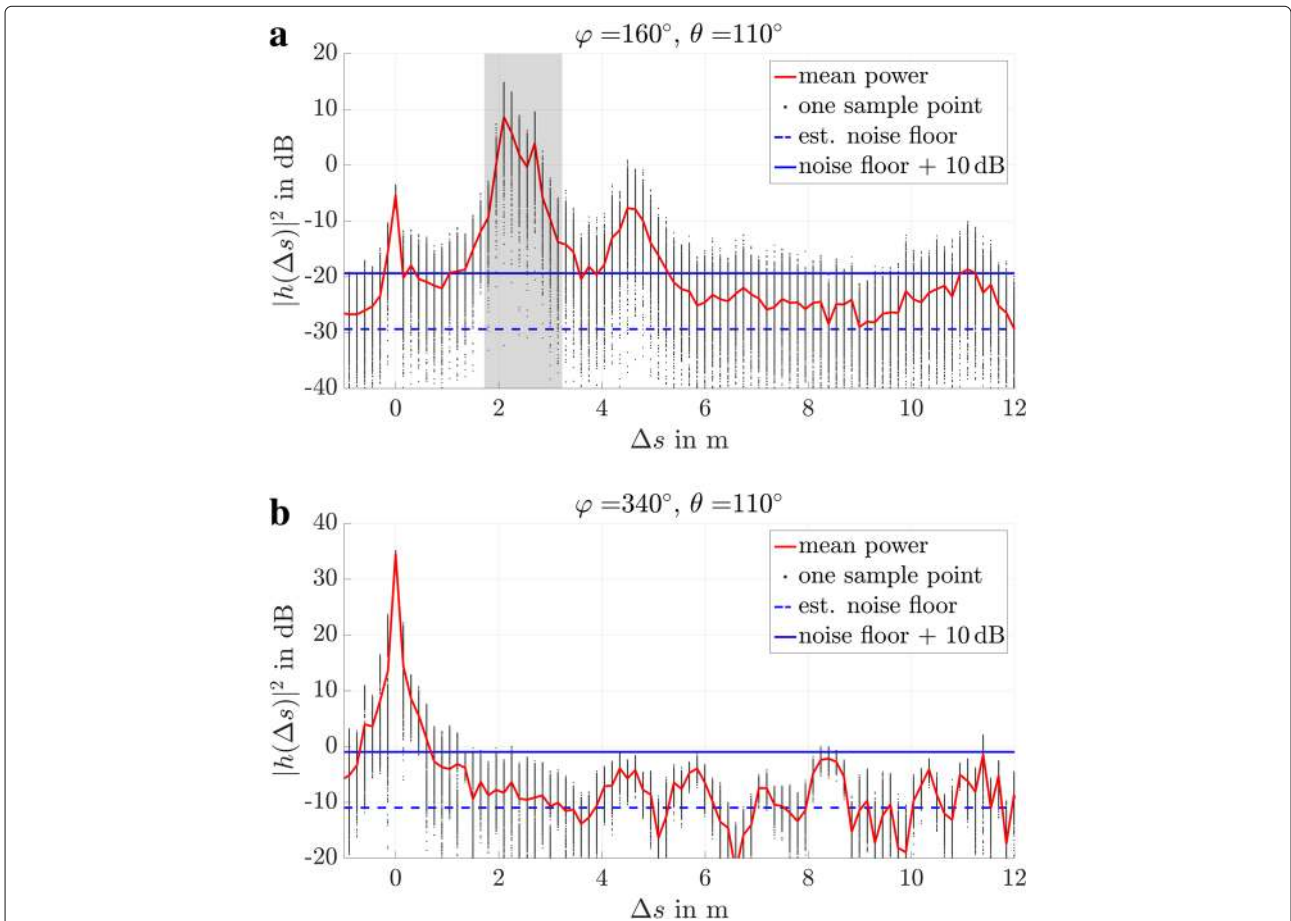 a
φ =160°, θ =110°
20
10
0
-10
-20
-30
-40
|h(Δs)|² in dB
mean power
one sample point
est. noise floor
noise floor + 10 dB
0 2 4 6 8 10 12
Δs in m
b
φ =340°, θ =110°
40
30
20
10
0
-10
-20
|h(Δs)|² in dB
mean power
one sample point
est. noise floor
noise floor + 10 dB
0 2 4 6 8 10 12
Δs in m